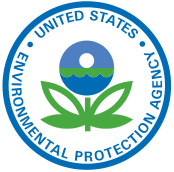 UNITED STATES
• ENVIRONMENTAL PROTECTION AGENCY •